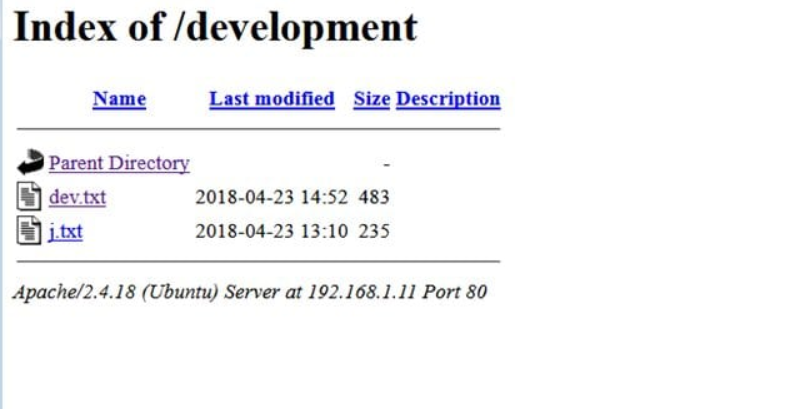 Index of /development
Name Last modified Size Description
Parent Directory -
dev.txt 2018-04-23 14:52 483
j.txt 2018-04-23 13:10 235
Apache/2.4.18 (Ubuntu) Server at 192.168.1.11 Port 80